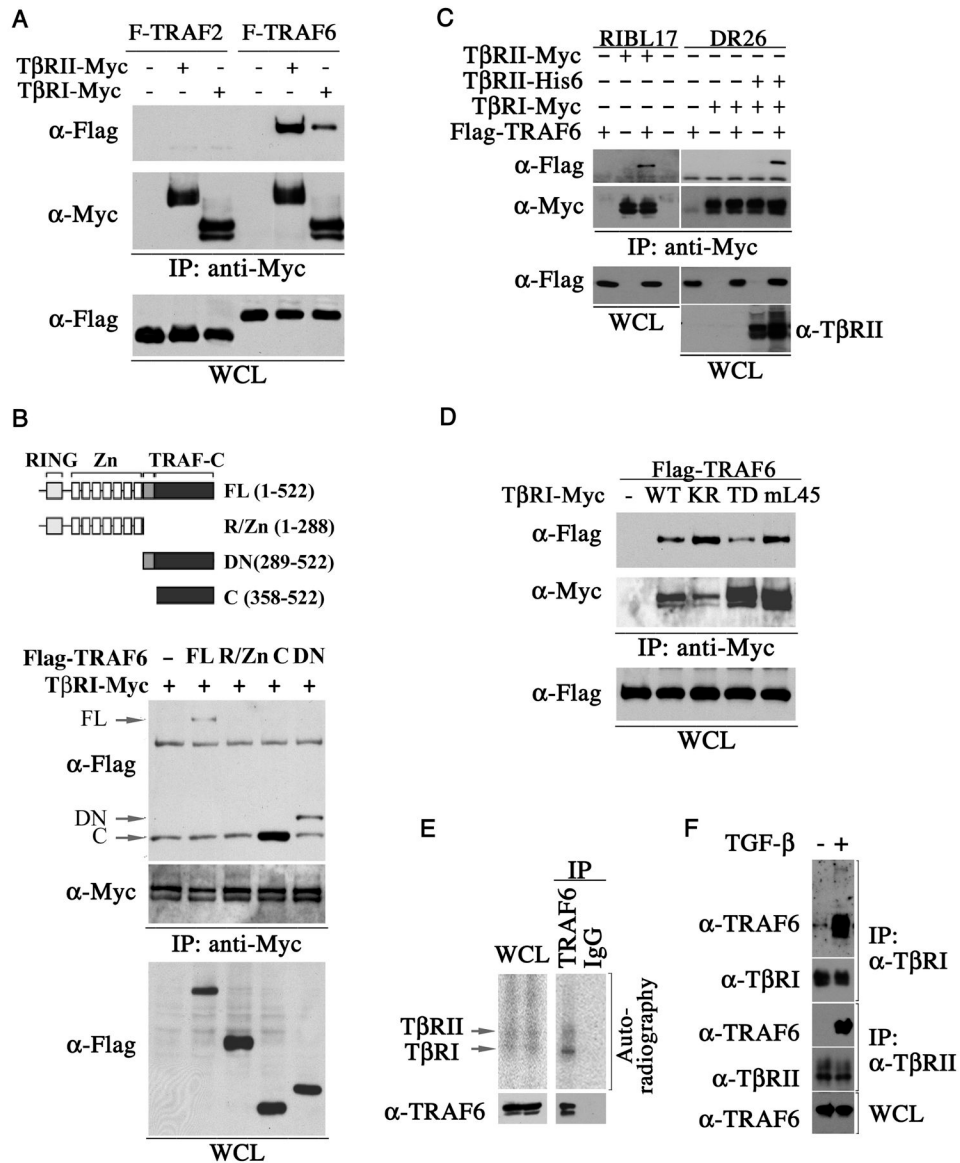 A
F-TRAF2 F-TRAF6
TβRII-Myc - + - - + -
TβRI-Myc - - + - - +
α-Flag
α-Myc
IP: anti-Myc
α-Flag
WCL
B
RING Zn TRAF-C
FL (1-522)
R/Zn (1-288)
DN(289-522)
C (358-522)
Flag-TRAF6 – FL R/Zn C DN
TβRI-Myc + + + + +
FL
α-Flag
DN
C
α-Myc
IP: anti-Myc
α-Flag
WCL
C
RIBL17 DR26
TβRII-Myc – + + – – – – – –
TβRII-His6 – – – – – – – + +
TβRI-Myc – – – – – + + + +
Flag-TRAF6 + – + – + – + – +
α-Flag
α-Myc
IP: anti-Myc
α-Flag
WCL
α-TβRII
WCL
D
Flag-TRAF6
TβRI-Myc - WT KR TD mL45
α-Flag
α-Myc
IP: anti-Myc
α-Flag
WCL
E
IP
WCL TRAF6 IgG
TβRII
TβRI
Auto-
radiography
α-TRAF6
F
TGF-β - +
α-TRAF6
IP:
α-TβRI
α-TβRI
α-TRAF6
IP:
α-TβRII
α-TβRII
α-TRAF6 WCL